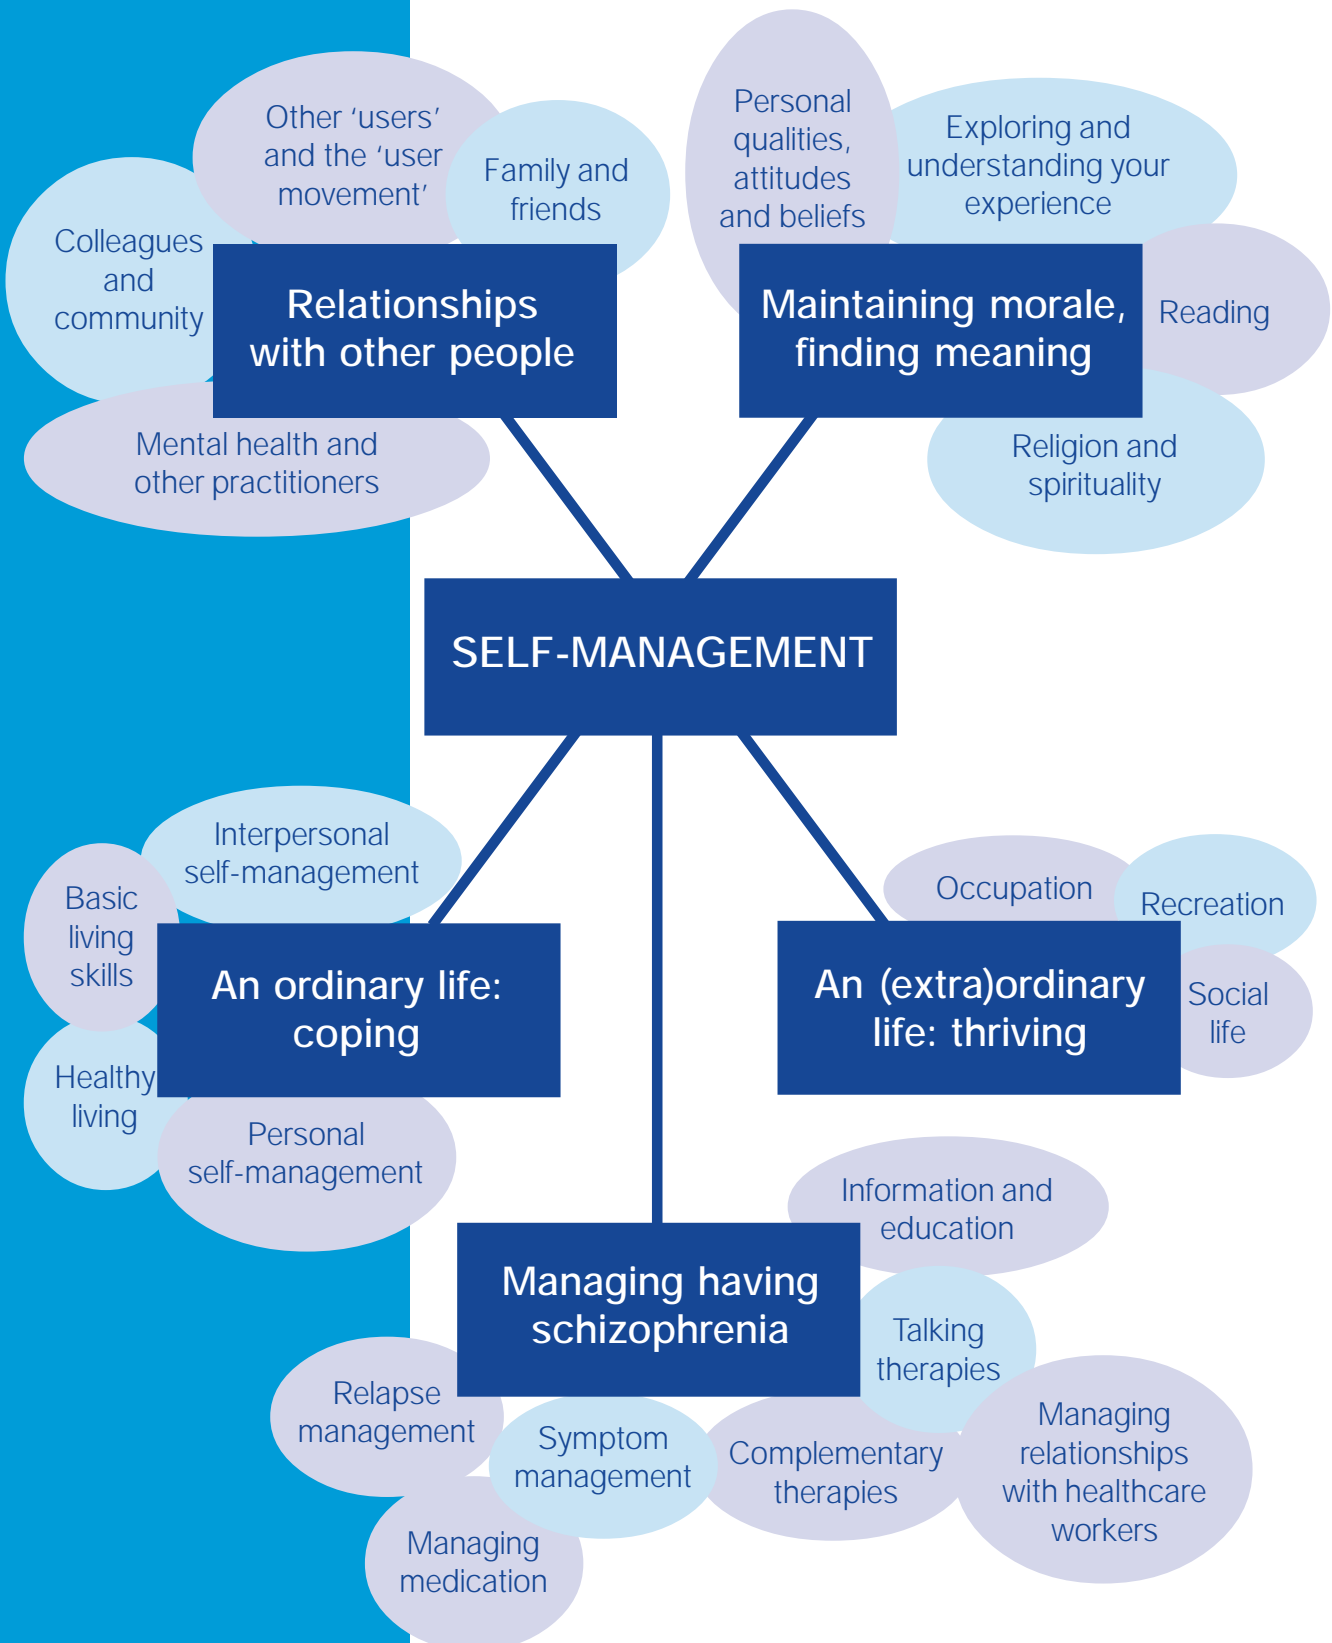 Other ‘users’
and the ‘user
movement’
Family and
friends
Colleagues
and
community
Relationships
with other people
Mental health and
other practitioners
Personal
qualities,
attitudes
and beliefs
Exploring and
understanding your
experience
Maintaining morale,
finding meaning
Reading
Religion and
spirituality
SELF-MANAGEMENT
Interpersonal
self-management
Basic
living
skills
An ordinary life:
coping
Healthy
living
Personal
self-management
Occupation
Recreation
An (extra)ordinary
life: thriving
Social
life
Information and
education
Managing having
schizophrenia
Talking
therapies
Relapse
management
Symptom
management
Complementary
therapies
Managing
relationships
with healthcare
workers
Managing
medication